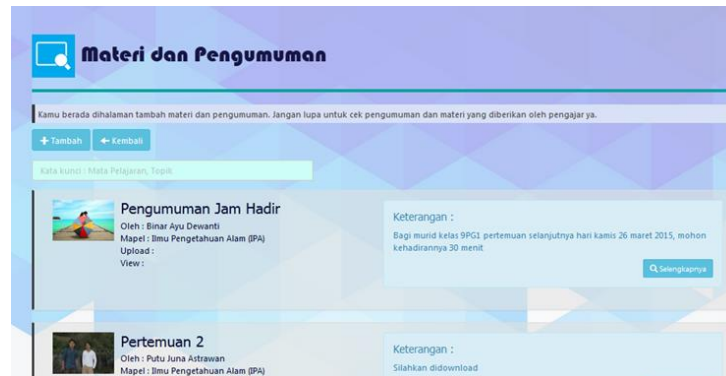 Materi dan Pengumuman
Kamu berada dihalaman tambah materi dan pengumuman. Jangan lupa untuk cek pengumuman dan materi yang diberikan oleh pengajar ya.
Tambah
Kembali
Kata kunci : Mata Pelajaran, Topik
Pengumuman Jam Hadir
Oleh : Binar Ayu Dewanti
Mapel : Ilmu Pengetahuan Alam (IPA)
Upload :
View :
Keterangan :
Bagi murid kelas 9PG1 pertemuan selanjutnya hari kamis 26 maret 2015, mohon
kehadirannya 30 menit
Selengkapnya
Pertemuan 2
Oleh : Putu Juna Astrawan
Mapel : Ilmu Pengetahuan Alam (IPA)
Keterangan :
Silahkan didownload